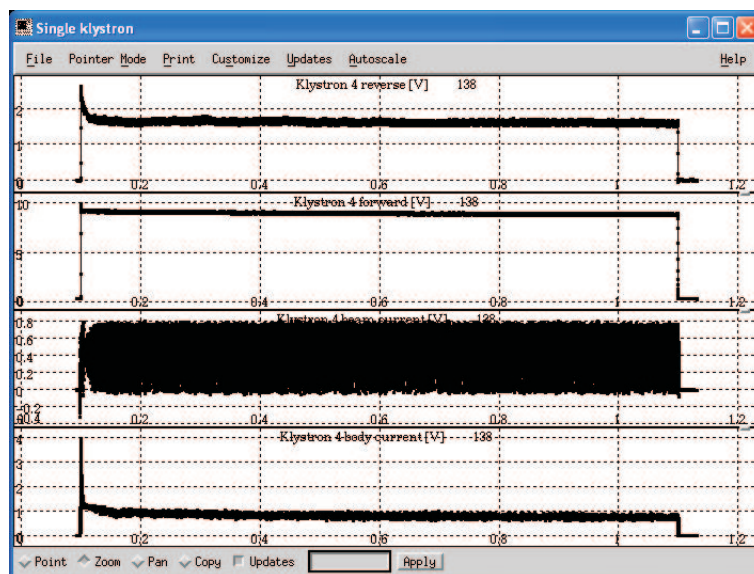 Single klystron
File Pointer Mode Print Customize Updates Autoscale Help
Klystron 4 reverse [V] 138
2
1
0
0.2 0.4 0.6 0.8 1 1.2
Klystron 4 forward [V] 138
10
5
0
0.2 0.4 0.6 0.8 1 1.2
Klystron 4 beam current [V] 138
0.8
0.6
0.4
0.2
0
-0.2
-0.4
0.2 0.4 0.6 0.8 1 1.2
Klystron 4 body current [V] 138
4
3
2
1
0
0.2 0.4 0.6 0.8 1 1.2
Point Zoom Pan Copy Updates Apply